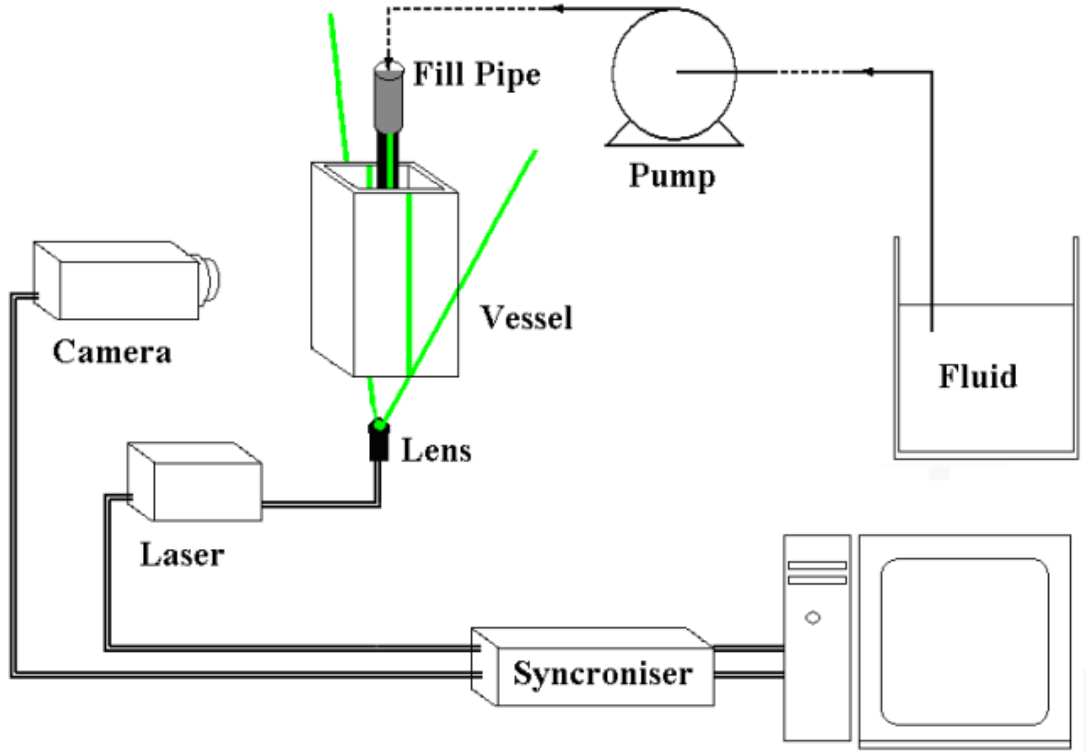 Fill Pipe
Pump
Vessel
Camera
Fluid
Lens
Laser
Syncroniser